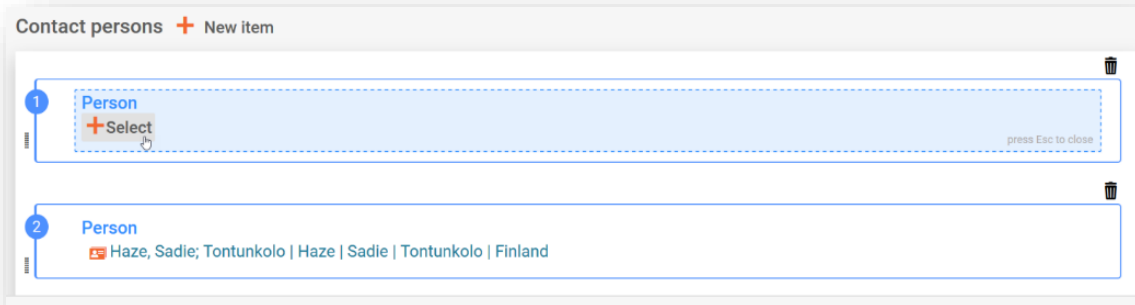 Contact persons + New item
1
Person
+Select
press Esc to close
2
Person
Haze, Sadie; Tontunkolo | Haze | Sadie | Tontunkolo | Finland